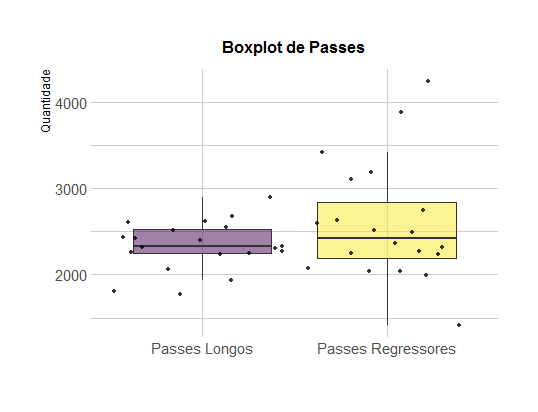 Boxplot de Passes
Quantidade
4000
3000
2000
Passes Longos
Passes Regressores